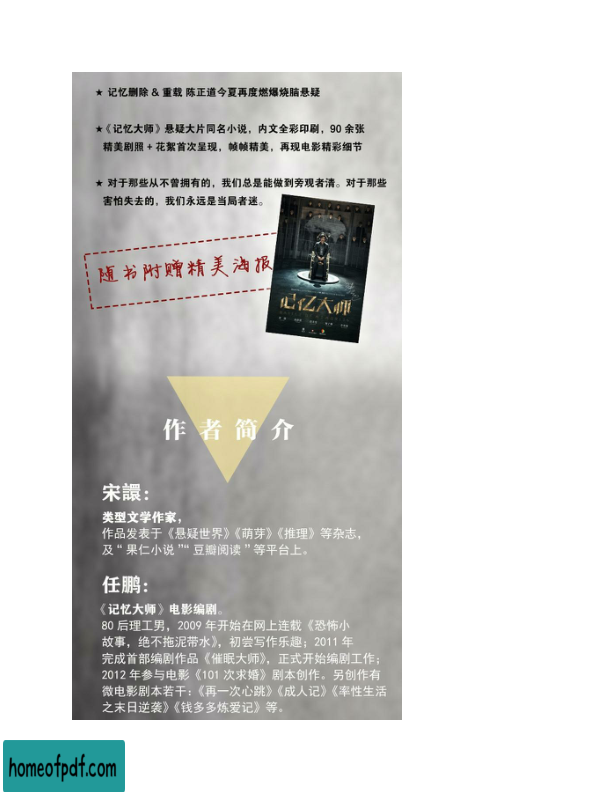 ★ 记忆删除 & 重载 陈正道今夏再度燃爆烧脑悬疑
★《记忆大师》悬疑大片同名小说，内文全彩印刷，90 余张
精美剧照 + 花絮首次呈现，帧帧精美，再现电影精彩细节
★ 对于那些从不曾拥有的，我们总是能做到旁观者清。对于那些
害怕失去的，我们永远是当局者迷。
随书附赠精美海报
记忆大师
作者简介
宋譞：
类型文学作家，
作品发表于《悬疑世界》《萌芽》《推理》等杂志，
及“果仁小说”“豆瓣阅读”等平台上。
任鹏：
《记忆大师》电影编剧。
80 后理工男，2009 年开始在网上连载《恐怖小
故事，绝不拖泥带水》，初尝写作乐趣；2011 年
完成首部编剧作品《催眠大师》，正式开始编剧工作；
2012 年参与电影《101 次求婚》剧本创作。另创作有
微电影剧本若干：《再一次心跳》《成人记》《率性生活
之末日逆袭》《钱多多炼爱记》等。
homeofpdf.com